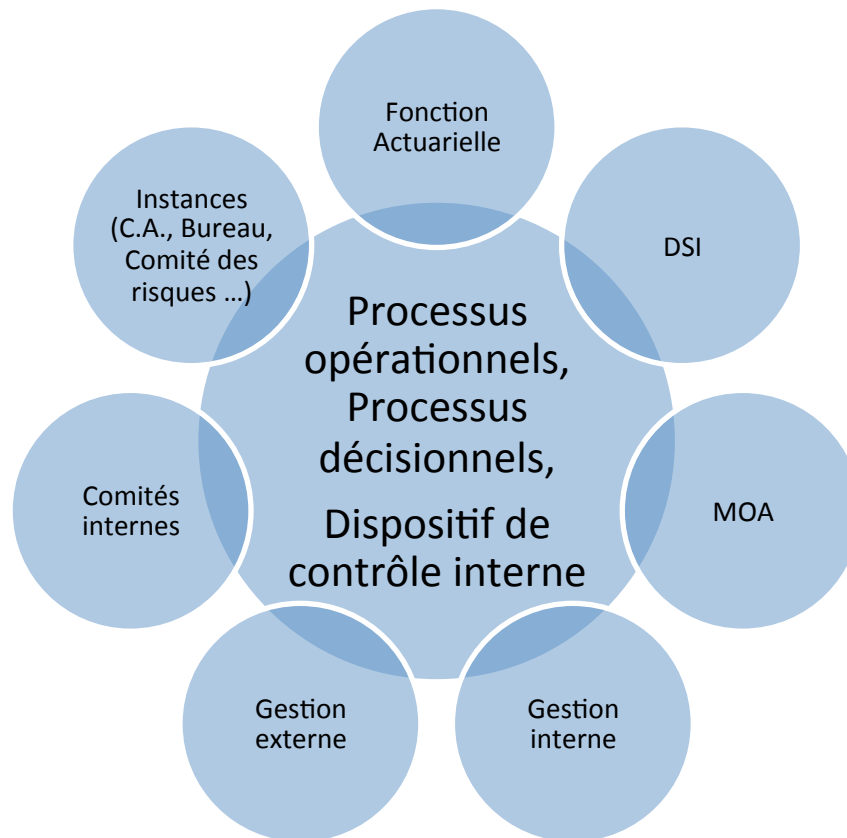 Fonction
Actuarielle
Instances
(C.A., Bureau,
Comité des
risques ...)
DSI
Processus
opérationnels,
Processus
décisionnels,
Dispositif de
contrôle interne
Comités
internes
MOA
Gestion
externe
Gestion
interne